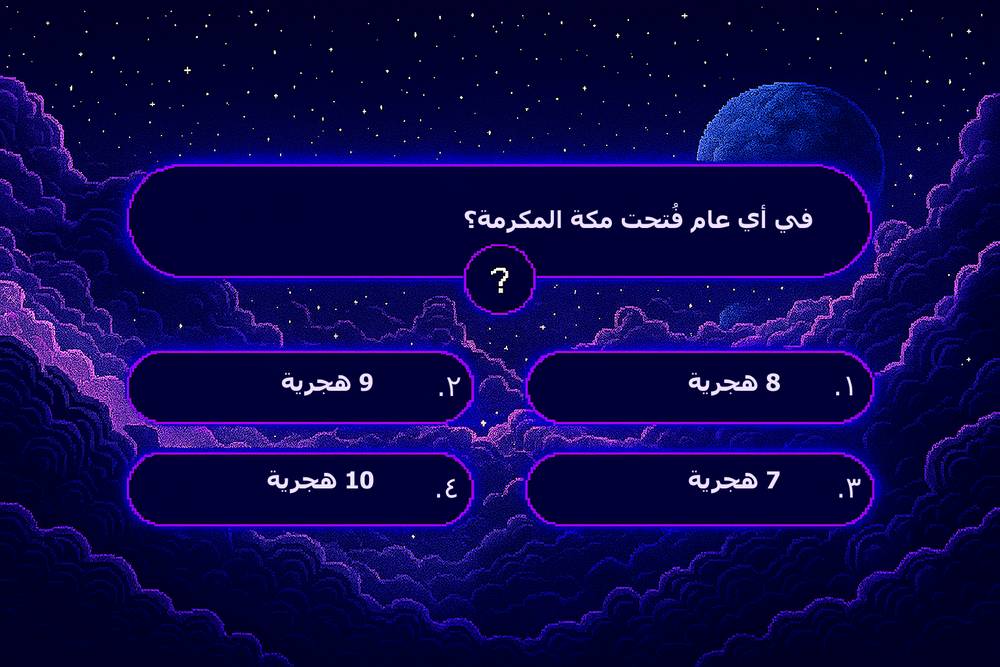 في أي عام فُتحت مكة المكرمة؟
?
١. 8 هجرية
٢. 9 هجرية
٣. 7 هجرية
٤. 10 هجرية